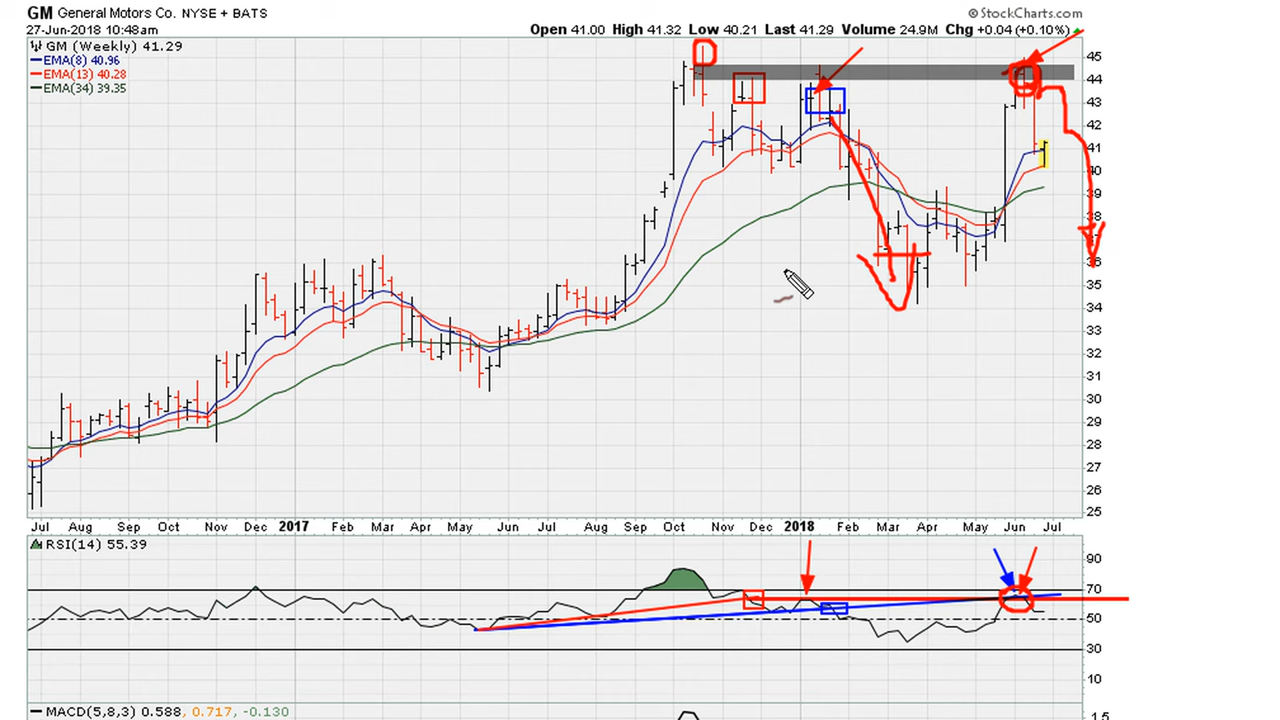 GM General Motors Co. NYSE + BATS
© StockCharts.com
27-Jun-2018 10:48am
Open 41.00 High 41.32 Low 40.21 Last 41.29 Volume 24.9M Chg +0.04 (+0.10%)
GM (Weekly) 41.29
EMA(8) 40.96
EMA(13) 40.28
EMA(34) 39.35
45
44
43
42
41
40
39
38
37
36
35
34
33
32
31
30
29
28
27
26
25
Jul Aug Sep Oct Nov Dec 2017 Feb Mar Apr May Jun Jul Aug Sep Oct Nov Dec 2018 Feb Mar Apr May Jun Jul
RSI(14) 55.39
90
70
50
30
10
MACD(5,8,3) 0.588, 0.717, -0.130
1.5